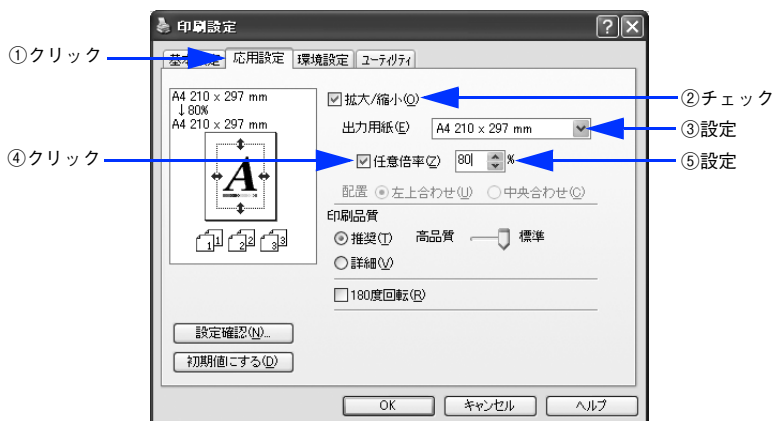 印刷設定
①クリック
応用設定
環境設定
ユーティリティ
A4 210 × 297 mm
↓80%
A4 210 × 297 mm
A
1 1 2 2 3 3
拡大/縮小(O)
②チェック
出力用紙(E)
A4 210 × 297 mm
③設定
④クリック
任意倍率(Z)
80
%
⑤設定
配置
左上合わせ(U)
中央合わせ(C)
印刷品質
推奨(T)
高品質
標準
詳細(V)
180度回転(R)
設定確認(N)...
初期値にする(D)
OK
キャンセル
ヘルプ